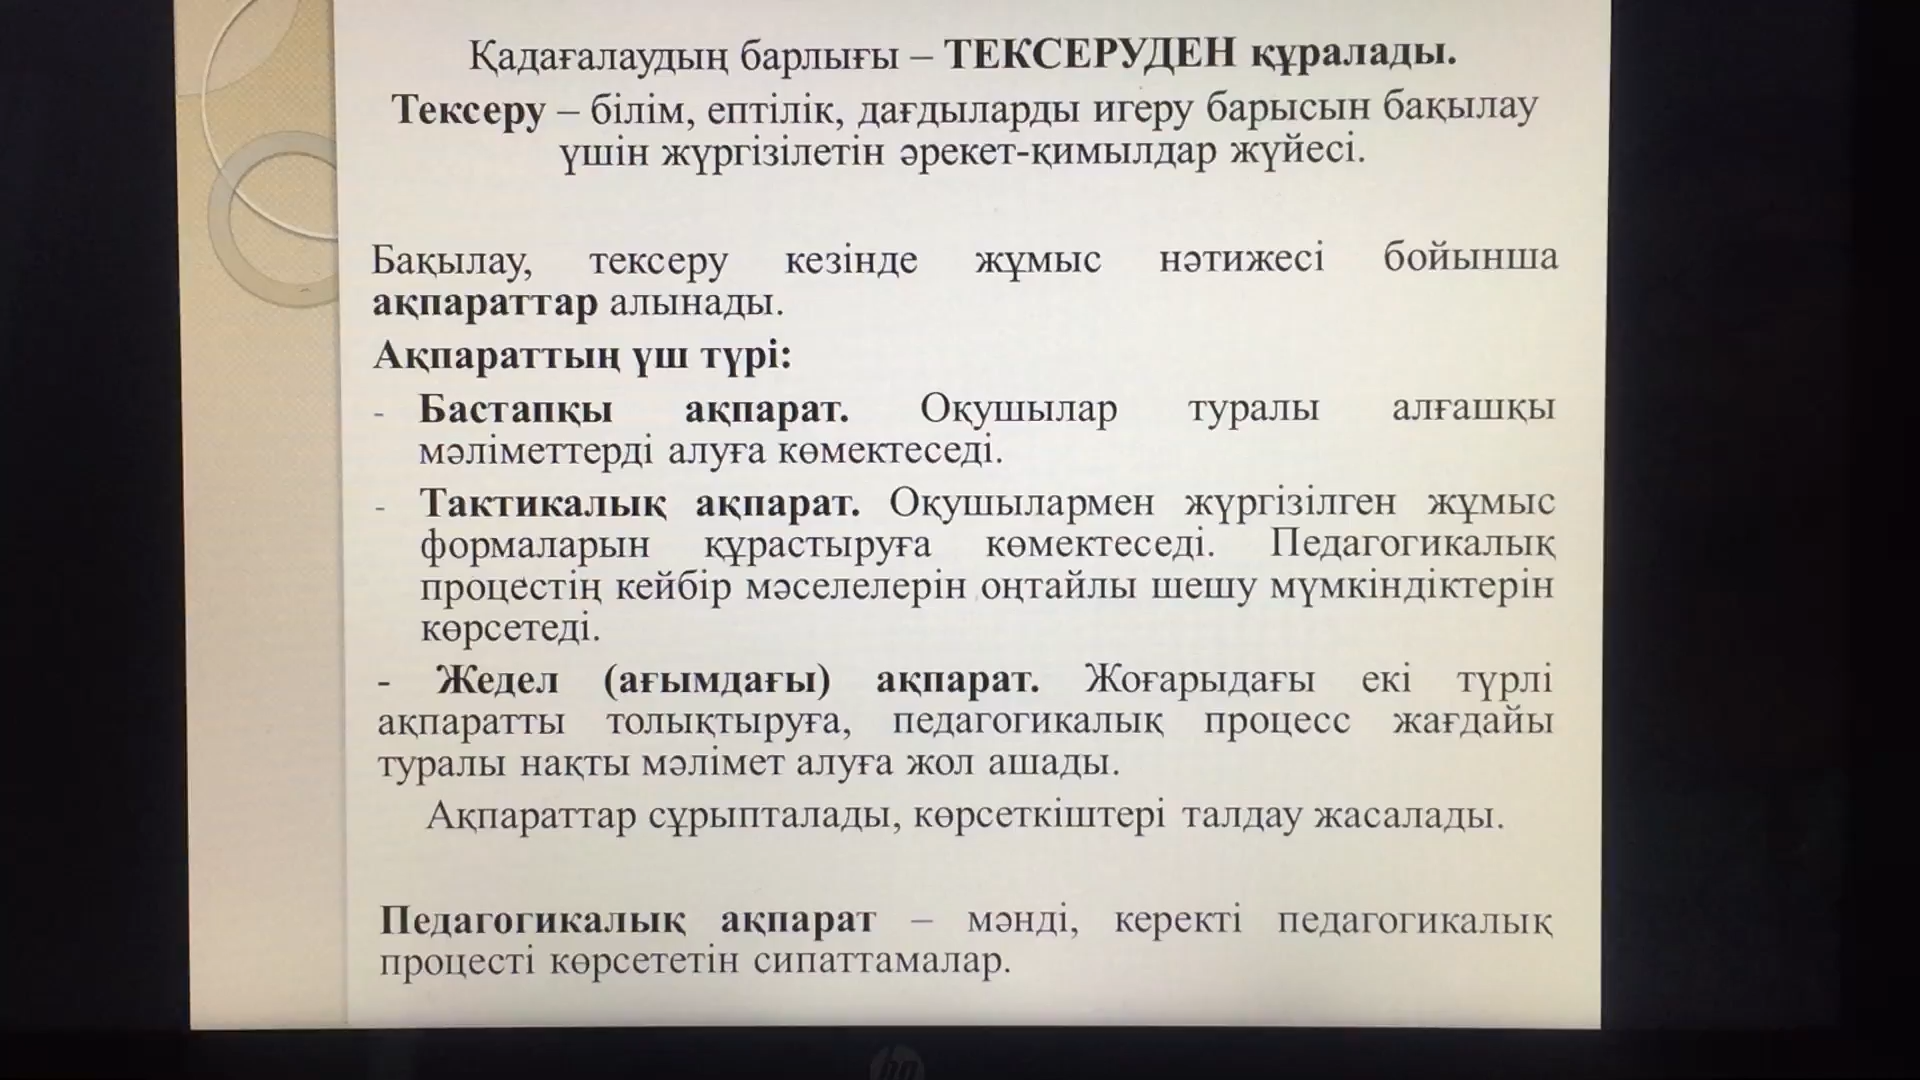 Қадағалаудың барлығы – ТЕКСЕРУДЕН құралады.
Тексеру – білім, ептілік, дағдыларды игеру барысын бақылау
үшін жүргізілетін әрекет-қимылдар жүйесі.
Бақылау, тексеру кезінде жұмыс нәтижесі бойынша
ақпараттар алынады.
Ақпараттың үш түрі:
- Бастапқы ақпарат. Оқушылар туралы алғашқы
мәліметтерді алуға көмектеседі.
- Тактикалық ақпарат. Оқушылармен жүргізілген жұмыс
формаларын құрастыруға көмектеседі. Педагогикалық
процестің кейбір мәселелерін оңтайлы шешу мүмкіндіктерін
көрсетеді.
- Жедел (ағымдағы) ақпарат. Жоғарыдағы екі түрлі
ақпаратты толықтыруға, педагогикалық процесс жағдайы
туралы нақты мәлімет алуға жол ашады.
Ақпараттар сұрыпталады, көрсеткіштері талдау жасалады.
Педагогикалық ақпарат – мәнді, керекті педагогикалық
процесті көрсететін сипаттамалар.
hp